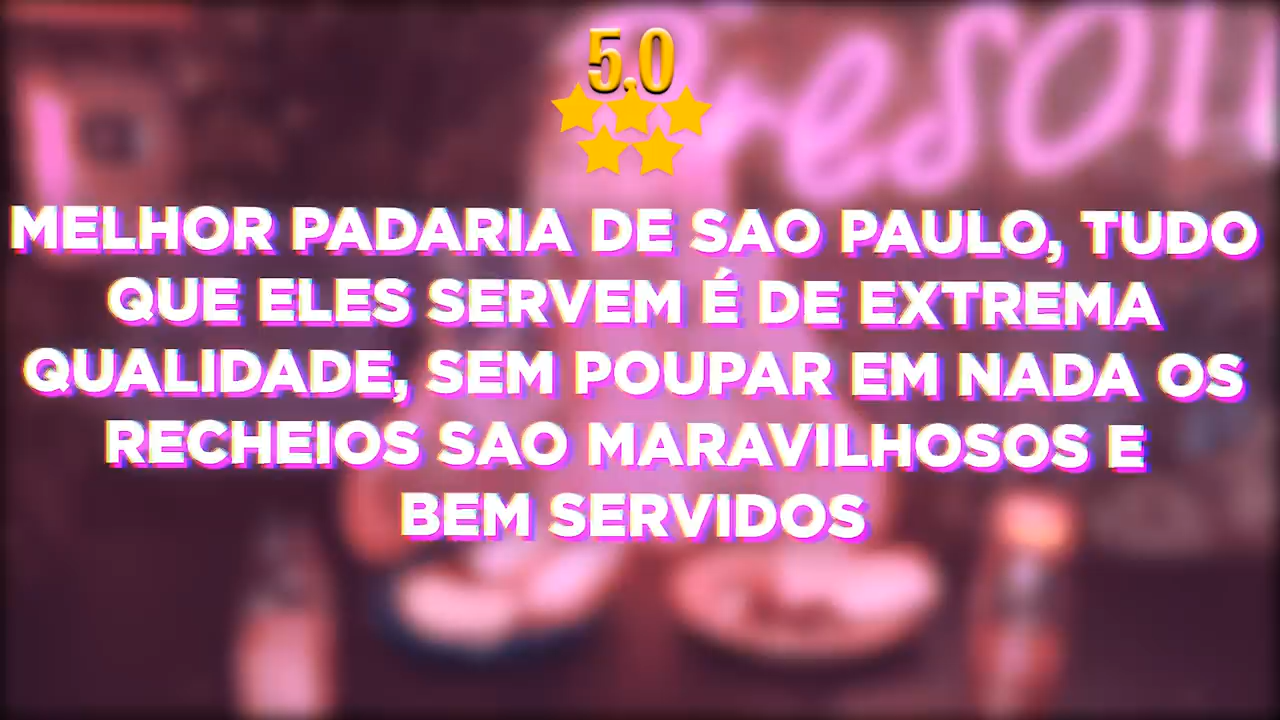 5.0
MELHOR PADARIA DE SAO PAULO, TUDO
QUE ELES SERVEM É DE EXTREMA
QUALIDADE, SEM POUPAR EM NADA OS
RECHEIOS SAO MARAVILHOSOS E
BEM SERVIDOS